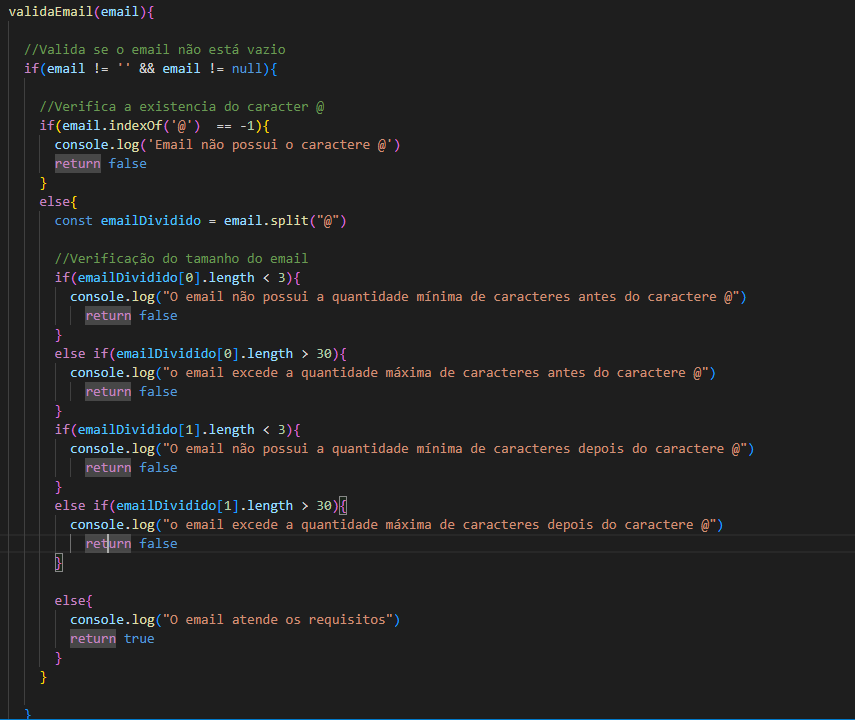 validaEmail(email){
//Valida se o email não está vazio
if(email != '' && email != null){
//Verifica a existencia do caracter @
if(email.indexOf('@')  == -1){
console.log('Email não possui o caractere @')
return false
}
else{
const emailDividido = email.split("@")
//Verificação do tamanho do email
if(emailDividido[0].length < 3){
console.log("O email não possui a quantidade mínima de caracteres antes do caractere @")
return false
}
else if(emailDividido[0].length > 30){
console.log("o email excede a quantidade máxima de caracteres antes do caractere @")
return false
}
if(emailDividido[1].length < 3){
console.log("O email não possui a quantidade mínima de caracteres depois do caractere @")
return false
}
else if(emailDividido[1].length > 30){
console.log("o email excede a quantidade máxima de caracteres depois do caractere @")
return false
}
else{
console.log("O email atende os requisitos")
return true
}
}
}